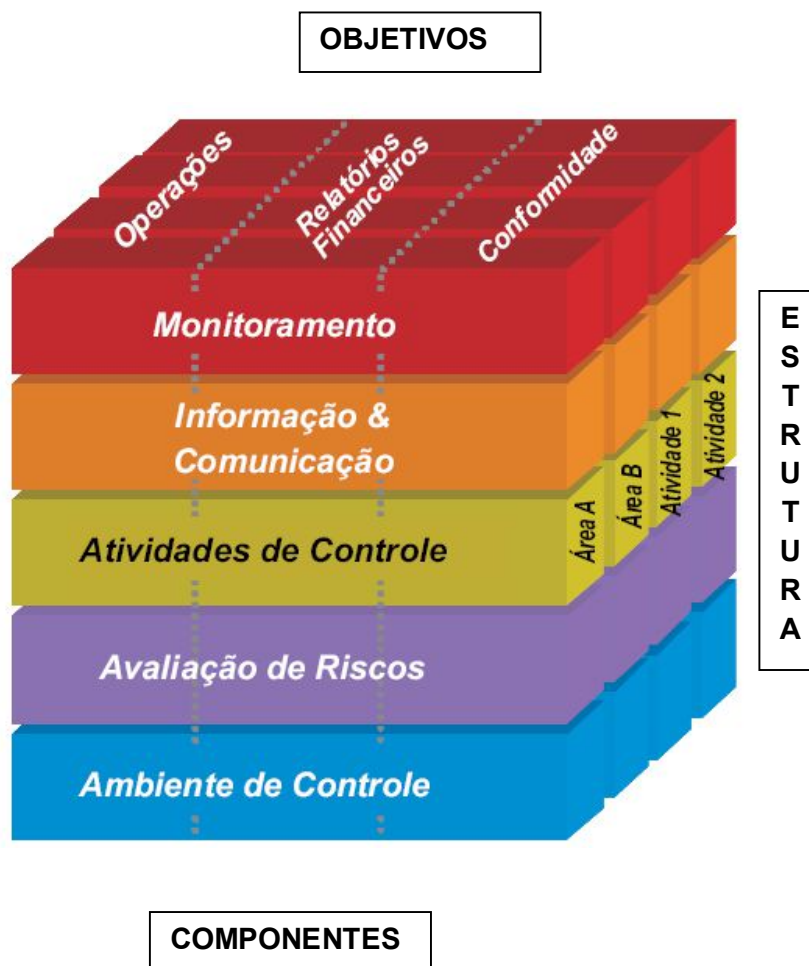 OBJETIVOS
Operações
Relatórios
Financeiros
Conformidade
Monitoramento
Informação &
Comunicação
Atividades de Controle
Avaliação de Riscos
Ambiente de Controle
Área A
Área B
Atividade 1
Atividade 2
E
S
T
R
U
T
U
R
A
COMPONENTES